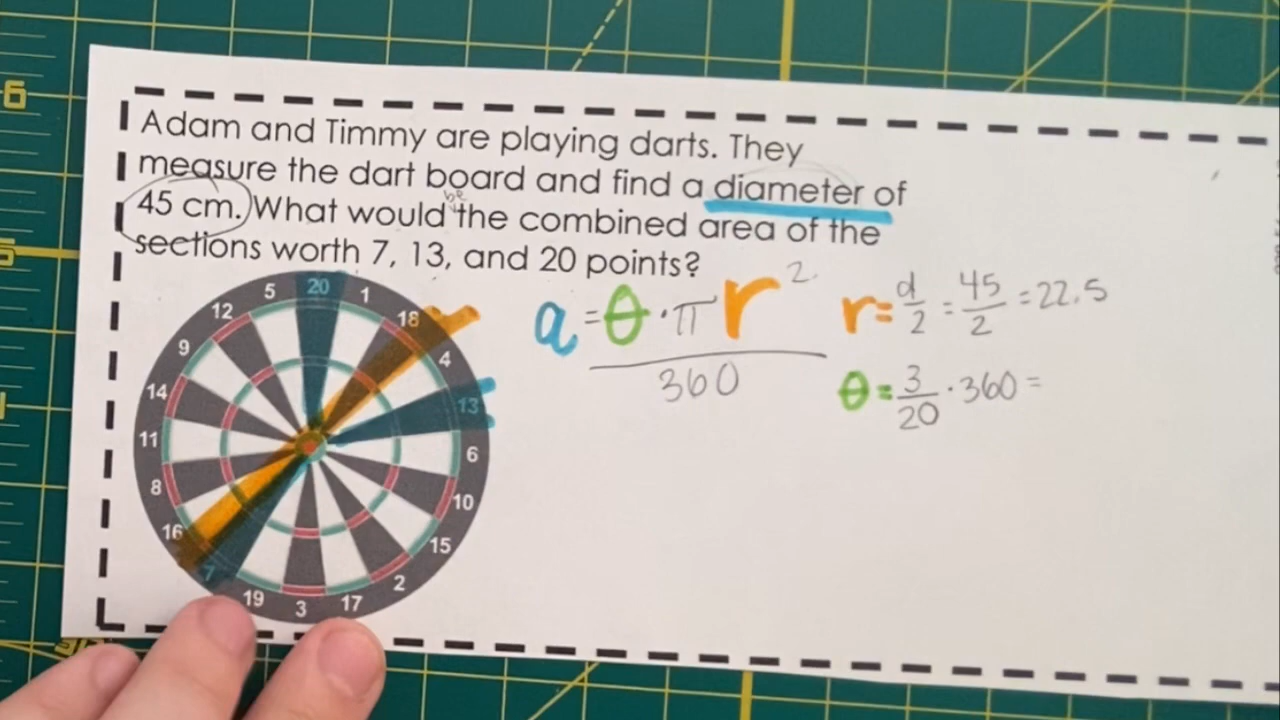 Adam and Timmy are playing darts. They
measure the dart board and find a diameter of
45 cm. What would be the combined area of the
sections worth 7, 13, and 20 points?
a = θ · π r²
360
r = d/2 = 45/2 = 22.5
θ = 3/20 · 360 =
5 20 1
12 18
9 4
14 13
11 6
8 10
16 15
7 2
19 3 17
6
5